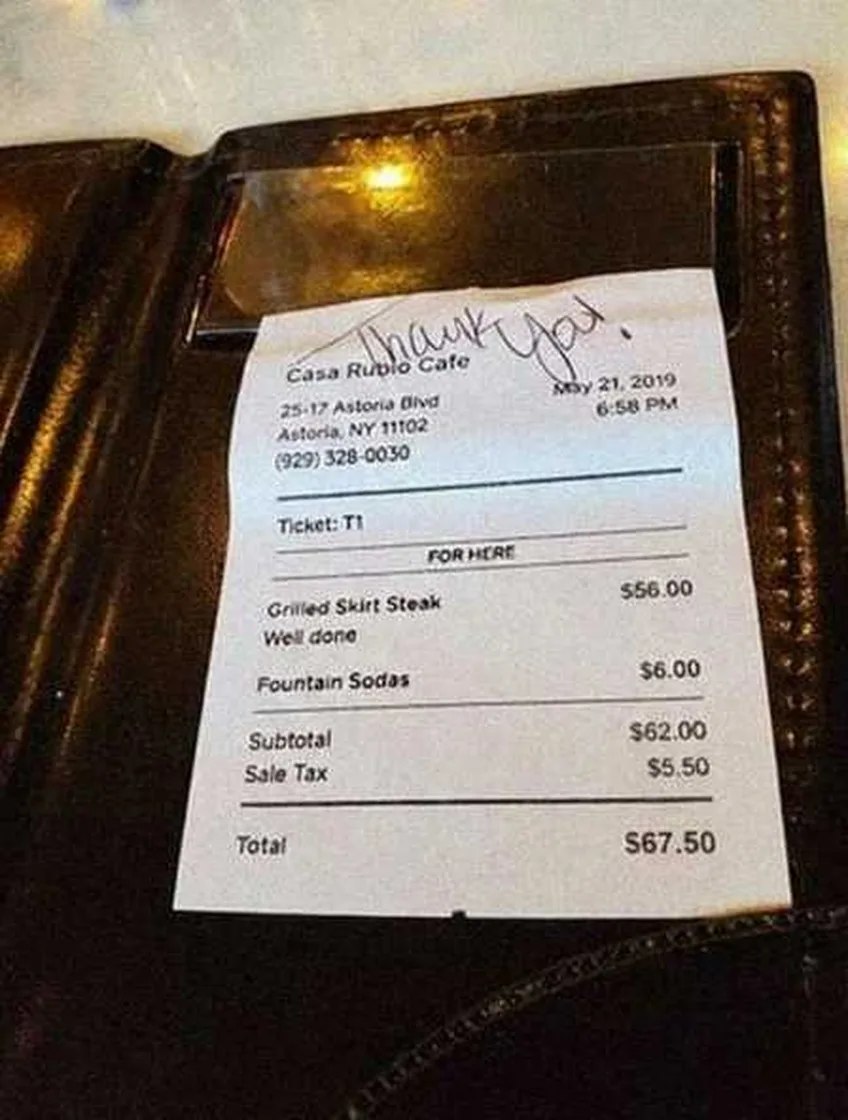 Thank you!
Casa Rubio Cafe
May 21, 2019
25-17 Astoria Blvd
6:58 PM
Astoria, NY 11102
(929) 328-0030
Ticket: T1
FOR HERE
Grilled Skirt Steak $56.00
Well done
Fountain Sodas $6.00
Subtotal $62.00
Sale Tax $5.50
Total $67.50